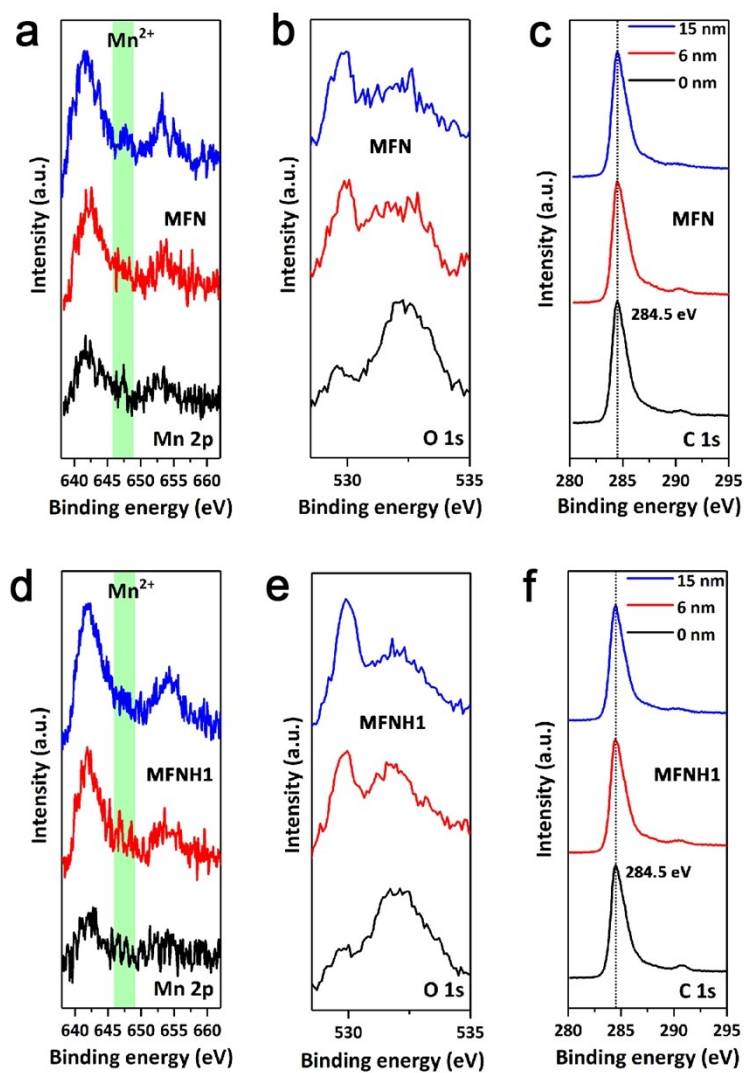 a
Mn²⁺
MFN
Mn 2p
Intensity (a.u.)
640 645 650 655 660
Binding energy (eV)
b
MFN
O 1s
Intensity (a.u.)
530 535
Binding energy (eV)
c
15 nm
6 nm
0 nm
MFN
284.5 eV
C 1s
Intensity (a.u.)
280 285 290 295
Binding energy (eV)
d
Mn²⁺
MFNH1
Mn 2p
Intensity (a.u.)
640 645 650 655 660
Binding energy (eV)
e
MFNH1
O 1s
Intensity (a.u.)
530 535
Binding energy (eV)
f
15 nm
6 nm
0 nm
MFNH1
284.5 eV
C 1s
Intensity (a.u.)
280 285 290 295
Binding energy (eV)